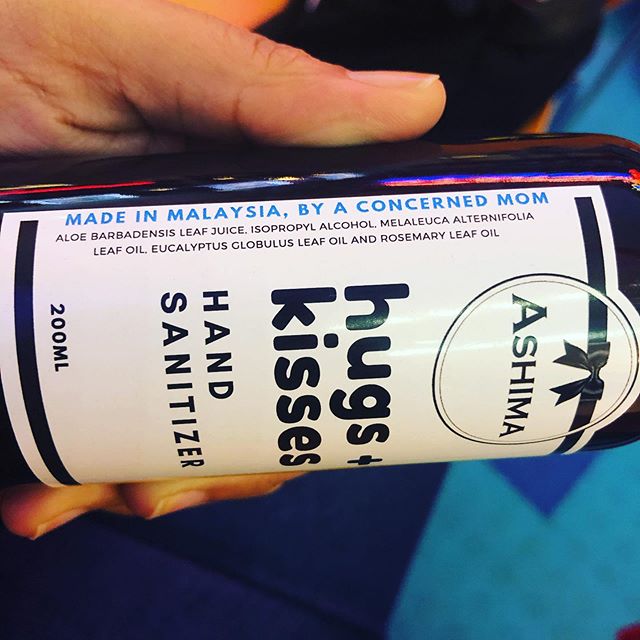 MADE IN MALAYSIA, BY A CONCERNED MOM
ALOE BARBADENSIS LEAF JUICE, ISOPROPYL ALCOHOL, MELALEUCA ALTERNIFOLIA
LEAF OIL, EUCALYPTUS GLOBULUS LEAF OIL AND ROSEMARY LEAF OIL
ASHIMA
hugs +
kisses
HAND
SANITIZER
200ML